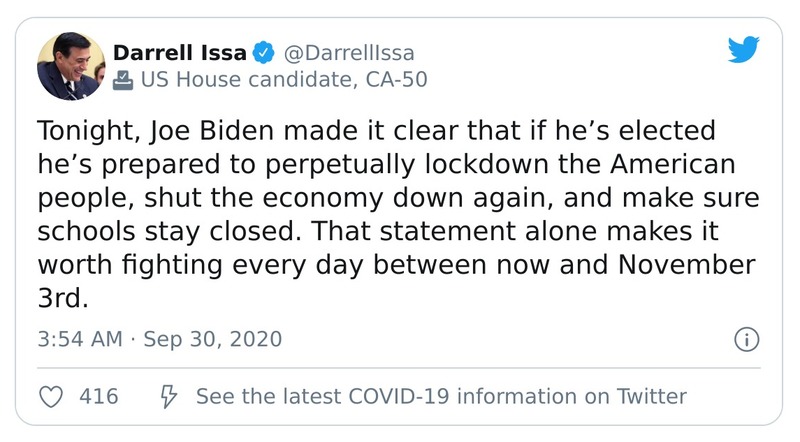 Darrell Issa @DarrellIssa
US House candidate, CA-50
Tonight, Joe Biden made it clear that if he’s elected
he’s prepared to perpetually lockdown the American
people, shut the economy down again, and make sure
schools stay closed. That statement alone makes it
worth fighting every day between now and November
3rd.
3:54 AM · Sep 30, 2020
416 See the latest COVID-19 information on Twitter